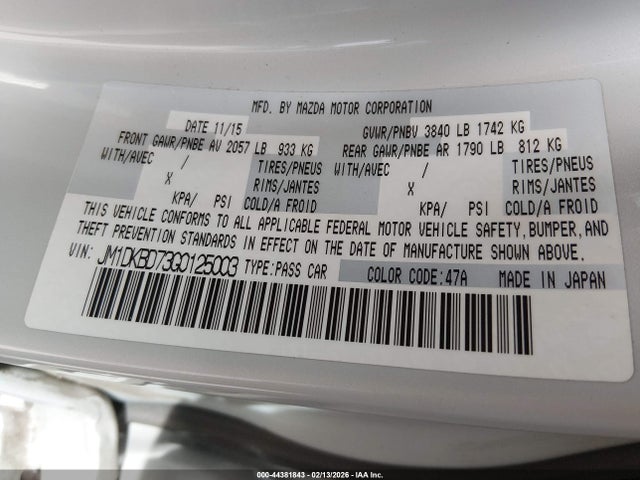 MFD. BY MAZDA MOTOR CORPORATION
DATE 11/15 GVWR/PNBV 3840 LB 1742 KG
FRONT GAWR/PNBE AV 2057 LB 933 KG REAR GAWR/PNBE AR 1790 LB 812 KG
WITH/AVEC / TIRES/PNEUS WITH/AVEC / TIRES/PNEUS
X RIMS/JANTES X RIMS/JANTES
KPA/ PSI COLD/A FROID KPA/ PSI COLD/A FROID
THIS VEHICLE CONFORMS TO ALL APPLICABLE FEDERAL MOTOR VEHICLE SAFETY, BUMPER, AND
THEFT PREVENTION STANDARDS IN EFFECT ON THE DATE OF MANUFACTURE SHOWN ABOVE.
VIN: JM1DKBD73G0125003 TYPE:PASS CAR COLOR CODE:47A MADE IN JAPAN
000-44381843 - 02/13/2026 - IAA Inc.